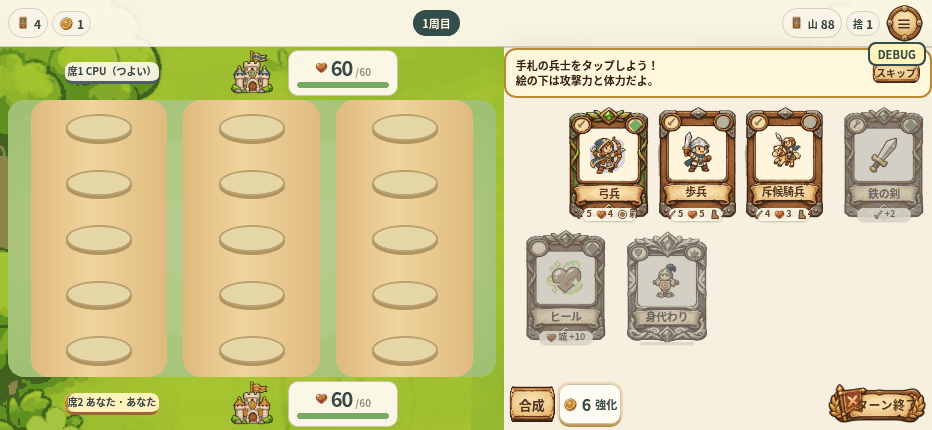 4
1
1周目
山 88
捨 1
DEBUG
席1 CPU（つよい）
60/60
手札の兵士をタップしよう！
絵の下は攻撃力と体力だよ。
スキップ
弓兵
5 4
歩兵
5 5
斥候騎兵
4 3
鉄の剣
+2
ヒール
城 +10
身代わり
席2 あなた・あなた
60/60
合成
6 強化
ターン終